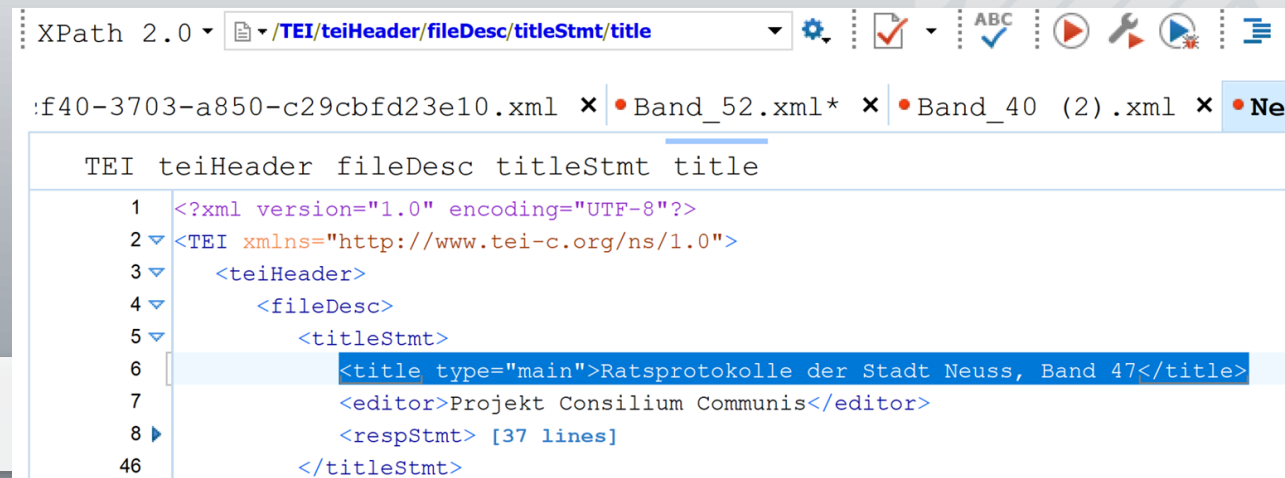 XPath 2.0 /TEI/teiHeader/fileDesc/titleStmt/title ABC
:f40-3703-a850-c29cbfd23e10.xml × Band_52.xml* × Band_40 (2).xml × Ne
TEI teiHeader fileDesc titleStmt title
1 <?xml version="1.0" encoding="UTF-8"?>
2 <TEI xmlns="http://www.tei-c.org/ns/1.0">
3 <teiHeader>
4 <fileDesc>
5 <titleStmt>
6 <title type="main">Ratsprotokolle der Stadt Neuss, Band 47</title>
7 <editor>Projekt Consilium Communis</editor>
8 <respStmt> [37 lines]
46 </titleStmt>